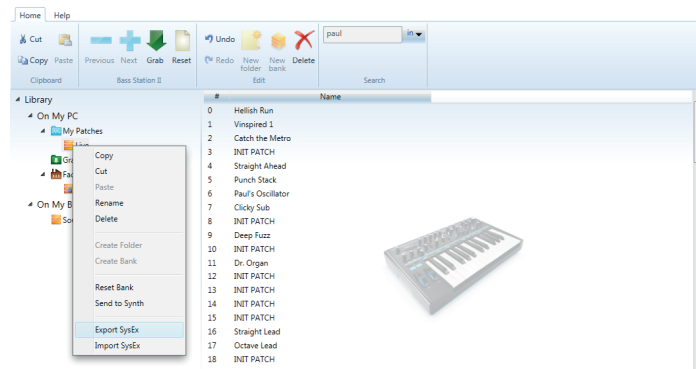 Home Help
Cut
Copy Paste
Clipboard
Previous Next Grab Reset
Bass Station II
Undo
Redo New folder New bank Delete
Edit
paul in
Search
Library
On My PC
My Patches
Live
Gra
Fac
On My B
Sou
Copy
Cut
Paste
Rename
Delete
Create Folder
Create Bank
Reset Bank
Send to Synth
Export SysEx
Import SysEx
# Name
0 Hellish Run
1 Vinspired 1
2 Catch the Metro
3 INIT PATCH
4 Straight Ahead
5 Punch Stack
6 Paul's Oscillator
7 Clicky Sub
8 INIT PATCH
9 Deep Fuzz
10 INIT PATCH
11 Dr. Organ
12 INIT PATCH
13 INIT PATCH
14 INIT PATCH
15 INIT PATCH
16 Straight Lead
17 Octave Lead
18 INIT PATCH